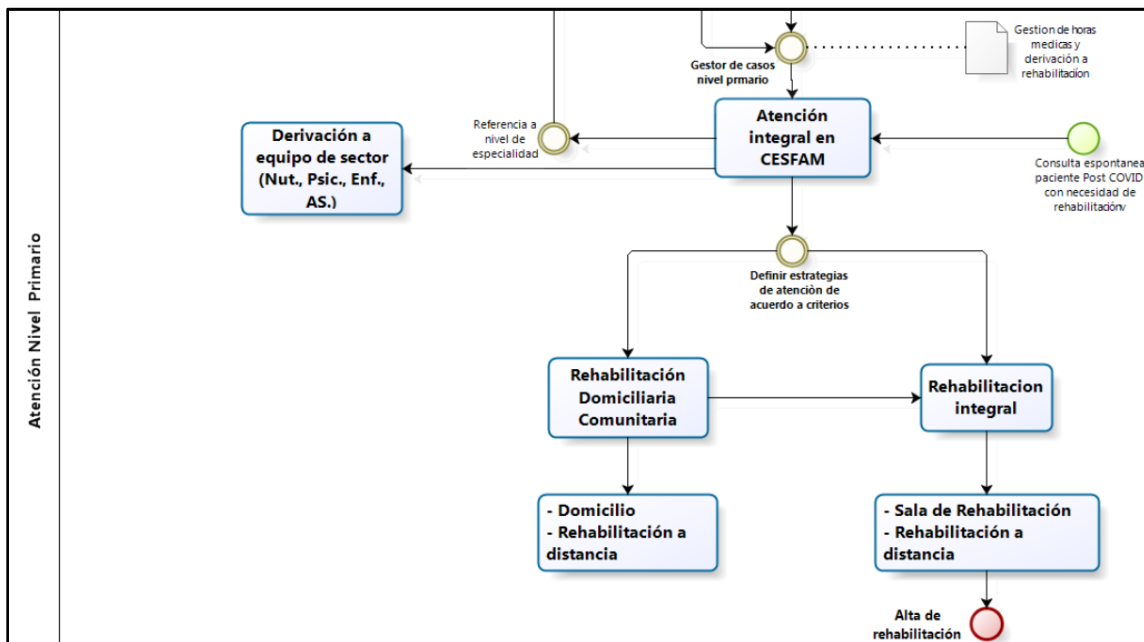 Atención Nivel Primario
Gestor de casos
nivel prmario
Gestion de horas
medicas y
derivación a
rehabilitacíion
Derivación a
equipo de sector
(Nut., Psic., Enf.,
AS.)
Referencia a
nivel de
especialidad
Atención
integral en
CESFAM
Consulta espontanea
paciente Post COVID
con necesidad de
rehabilitaciónv
Definir estrategias
de atenciòn de
acuerdo a criterios
Rehabilitación
Domiciliaria
Comunitaria
Rehabilitacion
integral
- Domicilio
- Rehabilitación a
distancia
- Sala de Rehabilitación
- Rehabilitación a
distancia
Alta de
rehabilitación